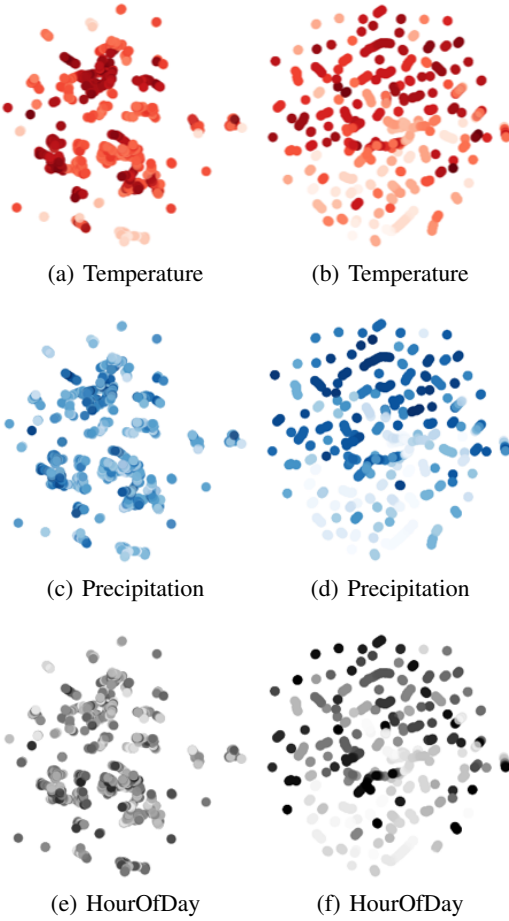 (a) Temperature
(b) Temperature
(c) Precipitation
(d) Precipitation
(e) HourOfDay
(f) HourOfDay